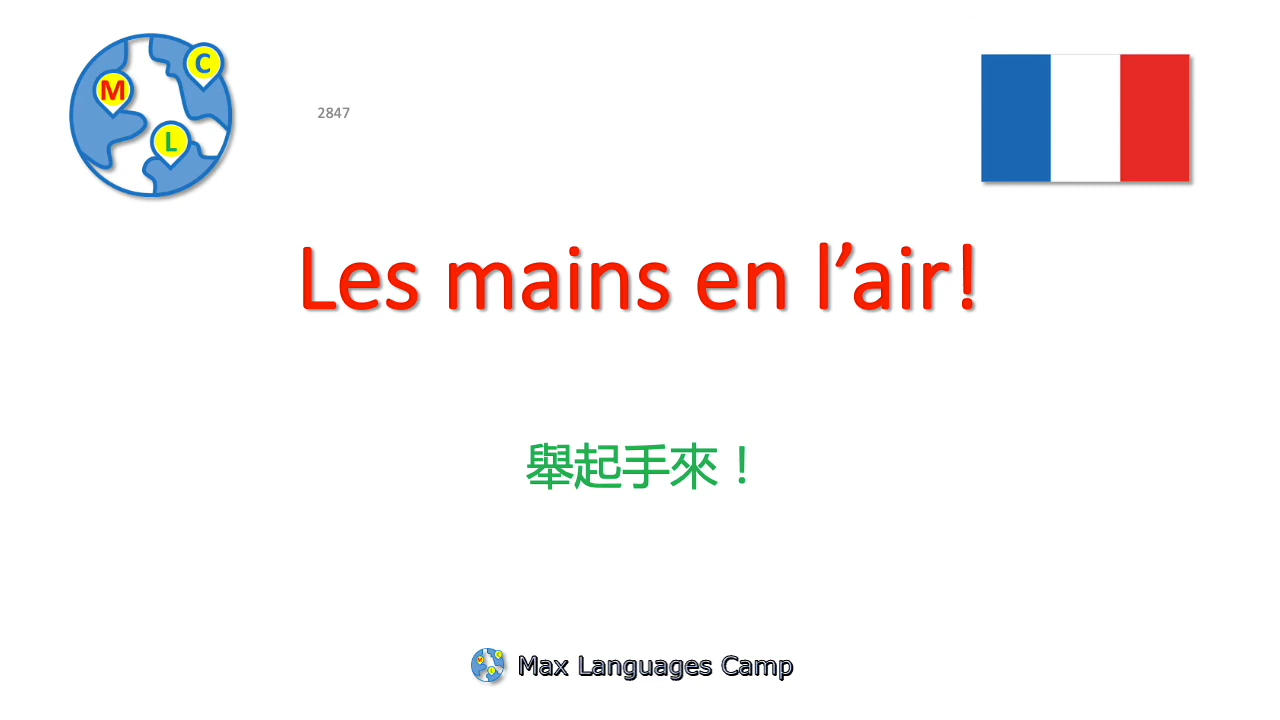 C
M
L
2847
Les mains en l’air!
舉起手來！
Max Languages Camp